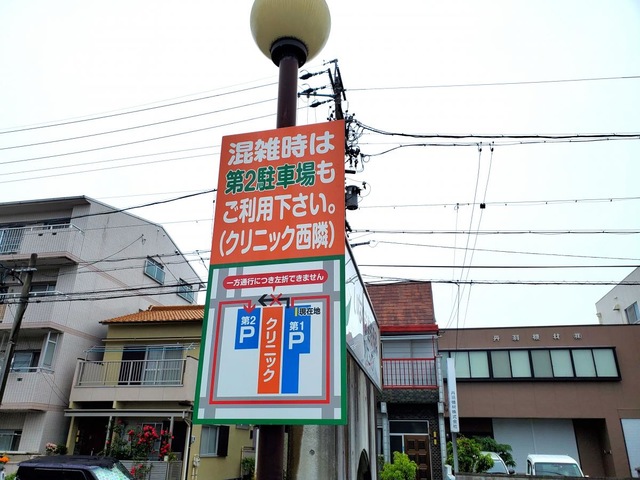 混雑時は
第2駐車場も
ご利用下さい。
(クリニック西隣)
一方通行につき左折できません
現在地
第2
P
クリニック
第1
P